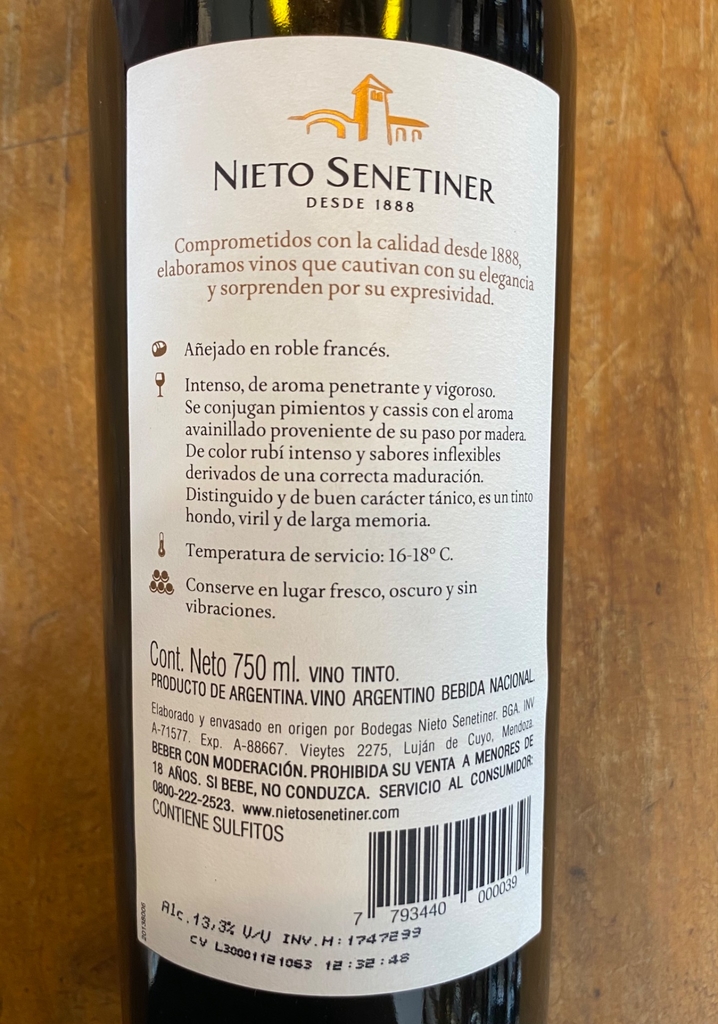 NIETO SENETINER
DESDE 1888
Comprometidos con la calidad desde 1888,
elaboramos vinos que cautivan con su elegancia
y sorprenden por su expresividad.
Añejado en roble francés.
Intenso, de aroma penetrante y vigoroso.
Se conjugan pimientos y cassis con el aroma
avainillado proveniente de su paso por madera.
De color rubí intenso y sabores inflexibles
derivados de una correcta maduración.
Distinguido y de buen carácter tánico, es un tinto
hondo, viril y de larga memoria.
Temperatura de servicio: 16-18º C.
Conserve en lugar fresco, oscuro y sin
vibraciones.
Cont. Neto 750 ml. VINO TINTO.
PRODUCTO DE ARGENTINA. VINO ARGENTINO BEBIDA NACIONAL.
Elaborado y envasado en origen por Bodegas Nieto Senetiner. BGA. INV
A-71577. Exp. A-88667. Vieytes 2275, Luján de Cuyo, Mendoza.
BEBER CON MODERACIÓN. PROHIBIDA SU VENTA A MENORES DE
18 AÑOS. SI BEBE, NO CONDUZCA. SERVICIO AL CONSUMIDOR:
0800-222-2523. www.nietosenetiner.com
CONTIENE SULFITOS
7 793440 000039
Alc.13,3% V/V INV.M:1747299
CV L30001121063 12:32:48